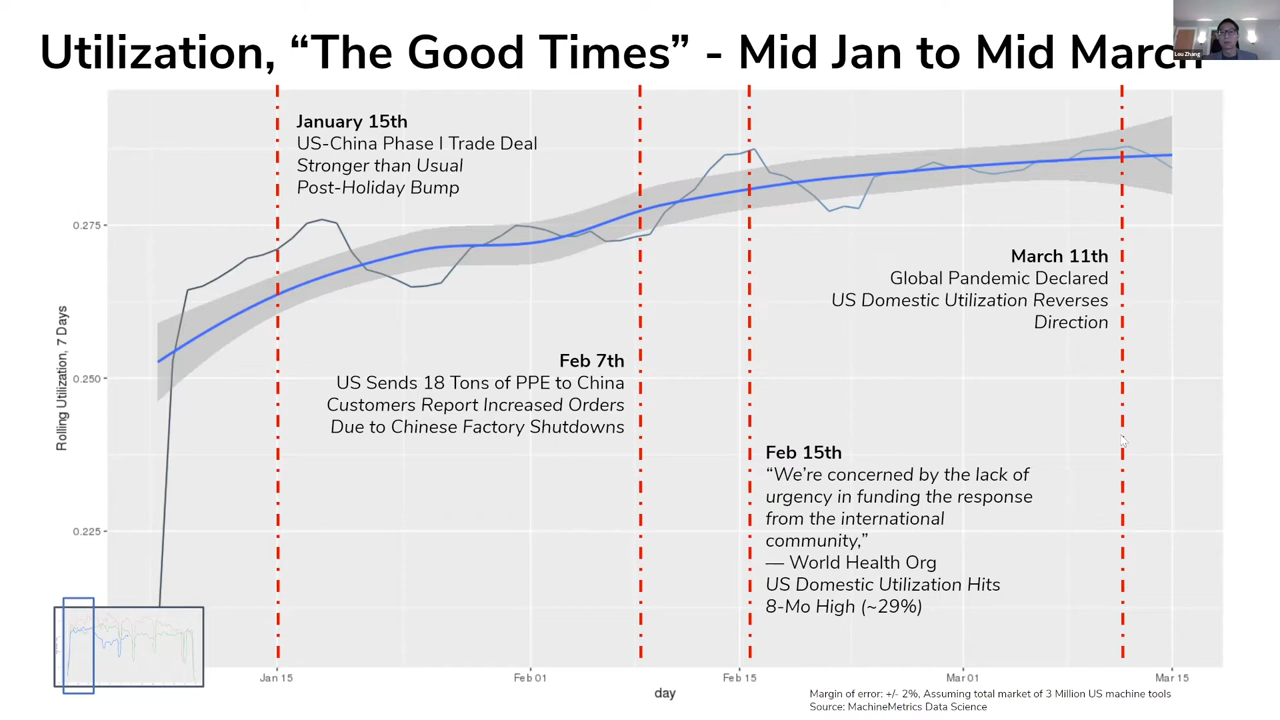 Utilization, “The Good Times” - Mid Jan to Mid March
Lou Zhang
January 15th
US-China Phase I Trade Deal
Stronger than Usual
Post-Holiday Bump
0.275
0.250
0.225
Rolling Utilization, 7 Days
Feb 7th
US Sends 18 Tons of PPE to China
Customers Report Increased Orders
Due to Chinese Factory Shutdowns
March 11th
Global Pandemic Declared
US Domestic Utilization Reverses
Direction
Feb 15th
“We’re concerned by the lack of
urgency in funding the response
from the international
community,”
— World Health Org
US Domestic Utilization Hits
8-Mo High (~29%)
Jan 15
Feb 01
Feb 15
Mar 01
Mar 15
day
Margin of error: +/- 2%, Assuming total market of 3 Million US machine tools
Source: MachineMetrics Data Science